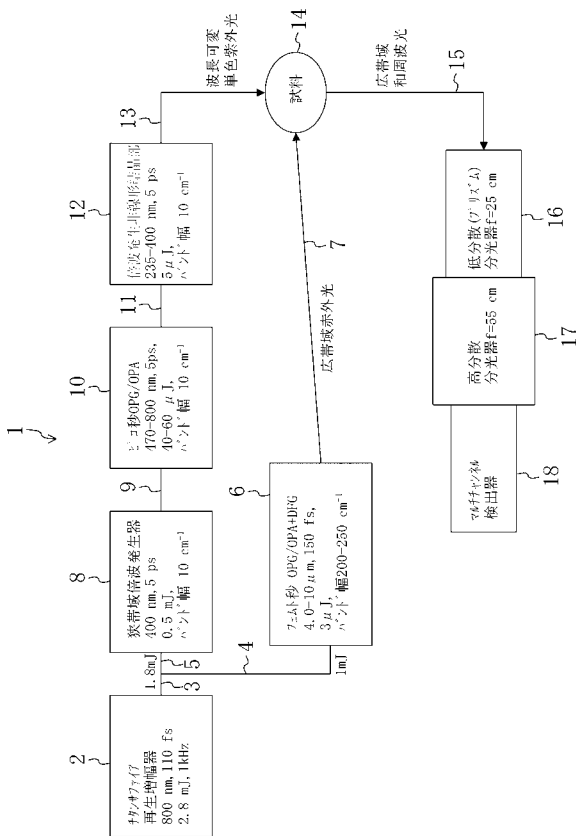 1
2
チタンサファイア
再生増幅器
800 nm, 110 fs
2.8 mJ, 1kHz
3
1.8mJ
5
4
1mJ
8
狭帯域倍波発生器
400 nm, 5 ps
0.5 mJ,
バンド幅 10 cm⁻¹
9
10
ピコ秒OPG/OPA
470-800 nm, 5ps,
40-60 μJ,
バンド幅 10 cm⁻¹
11
12
倍波発生非線形結晶部
235-400 nm, 5 ps
5μJ,
バンド幅 10 cm⁻¹
13
波長可変
単色紫外光
6
フェムト秒 OPG/OPA+DFG
4.0-10μm, 150 fs,
3μJ,
バンド幅200-250 cm⁻¹
広帯域赤外光
7
試料
14
広帯域
和周波光
15
低分散(プリズム)
分光器f=25 cm
16
高分散
分光器f=55 cm
17
マルチチャンネル
検出器
18